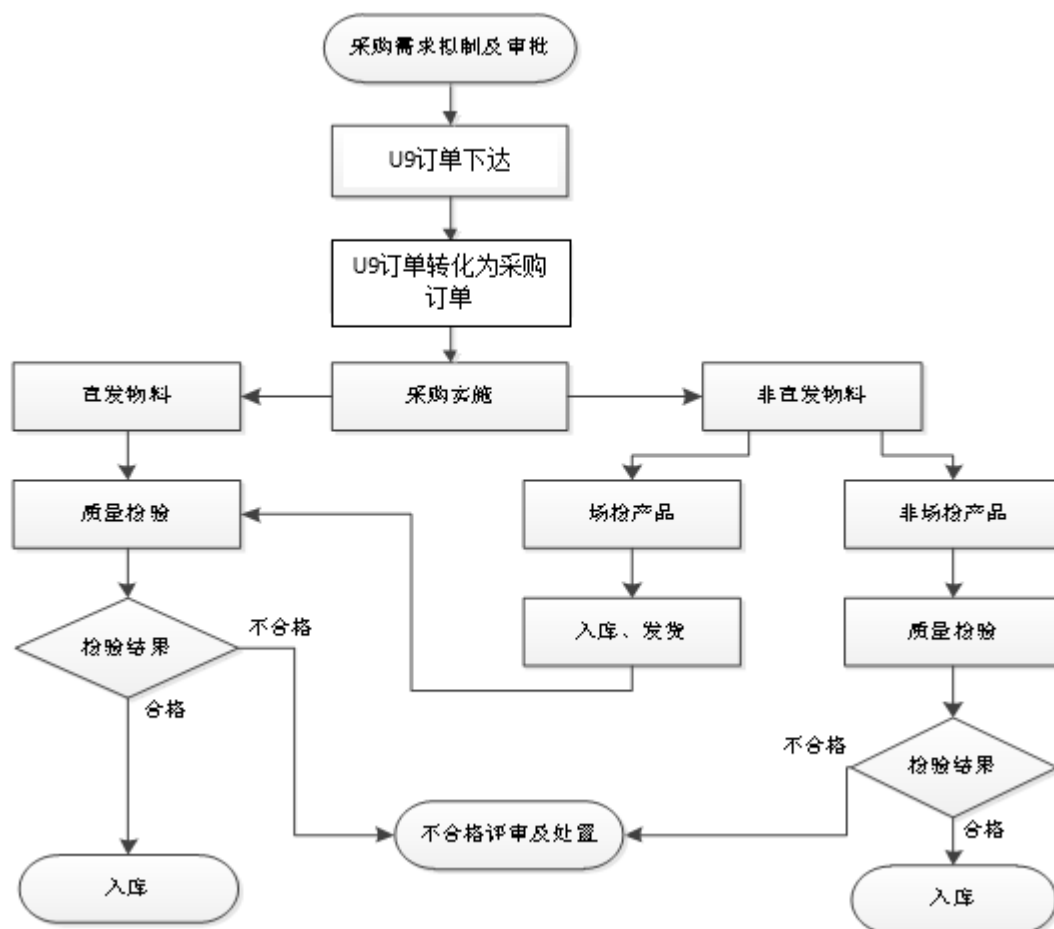 采购需求拟制及审批
U9订单下达
U9订单转化为采购
订单
直发物料
采购实施
非直发物料
质量检验
场检产品
非场检产品
检验结果
不合格
入库、发货
质量检验
合格
不合格
检验结果
不合格评审及处置
合格
入库
入库